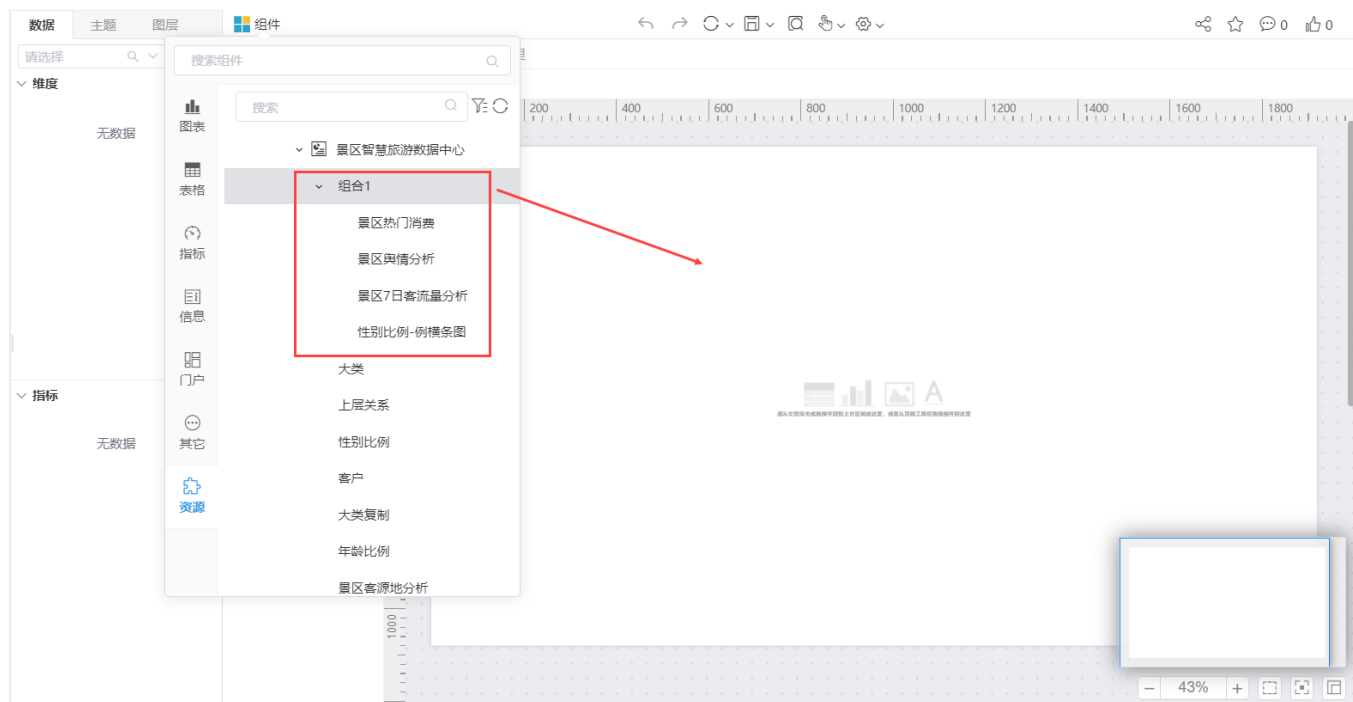 数据 主题 图层 组件 0 0
请选择 搜索组件 理
维度
搜索
200 400 600 800 1000 1200 1400 1600 1800
图表
无数据
景区智慧旅游数据中心
表格
组合1
景区热门消费
指标
景区舆情分析
信息
景区7日客流量分析
性别比例-例横条图
门户
大类
指标
上层关系
其它
无数据
性别比例
客户
资源
大类复制
年龄比例
景区客源地分析
1000
43%